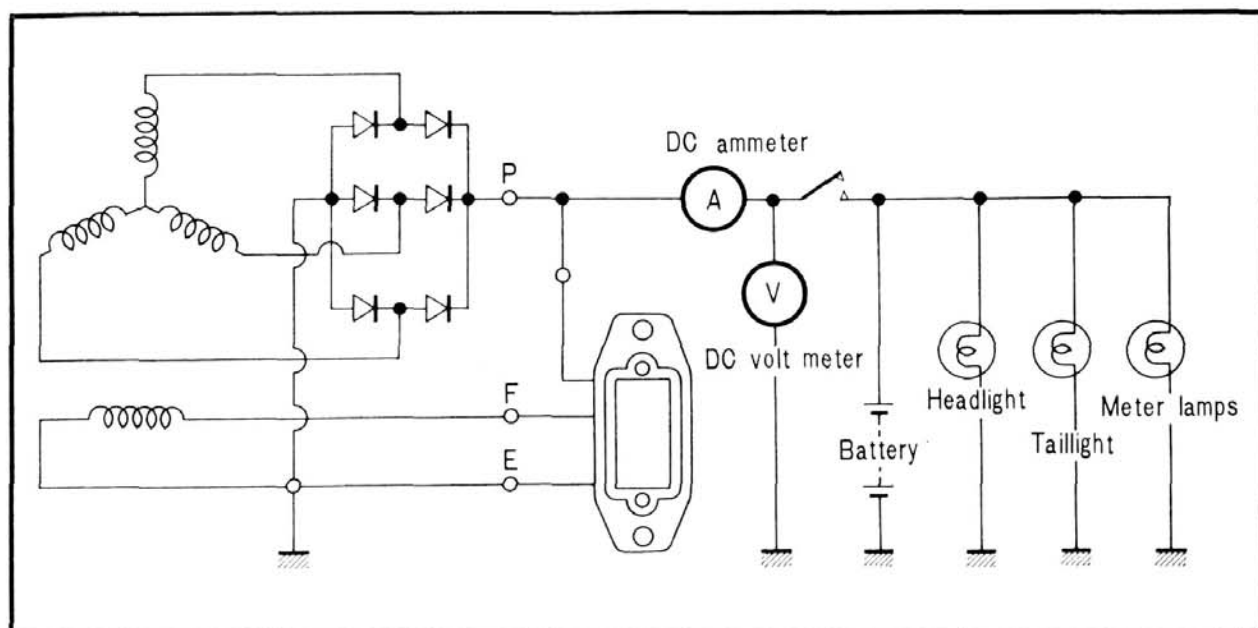 P
DC ammeter
A
V
DC volt meter
F
E
Battery
Headlight
Taillight
Meter lamps